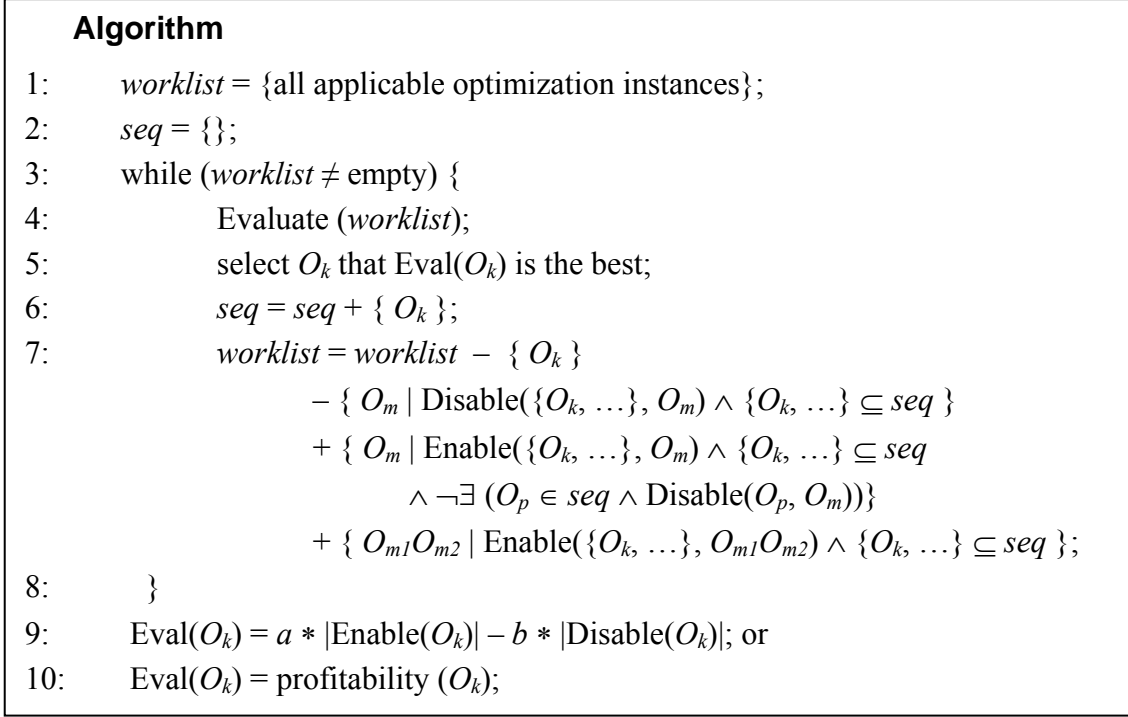 Algorithm
1: worklist = {all applicable optimization instances};
2: seq = {};
3: while (worklist ≠ empty) {
4: Evaluate (worklist);
5: select Ok that Eval(Ok) is the best;
6: seq = seq + { Ok };
7: worklist = worklist – { Ok }
– { Om | Disable({Ok, …}, Om) ∧ {Ok, …} ⊆ seq }
+ { Om | Enable({Ok, …}, Om) ∧ {Ok, …} ⊆ seq
∧ ¬∃ (Op ∈ seq ∧ Disable(Op, Om))}
+ { Om1Om2 | Enable({Ok, …}, Om1Om2) ∧ {Ok, …} ⊆ seq };
8: }
9: Eval(Ok) = a * |Enable(Ok)| – b * |Disable(Ok)|; or
10: Eval(Ok) = profitability (Ok);